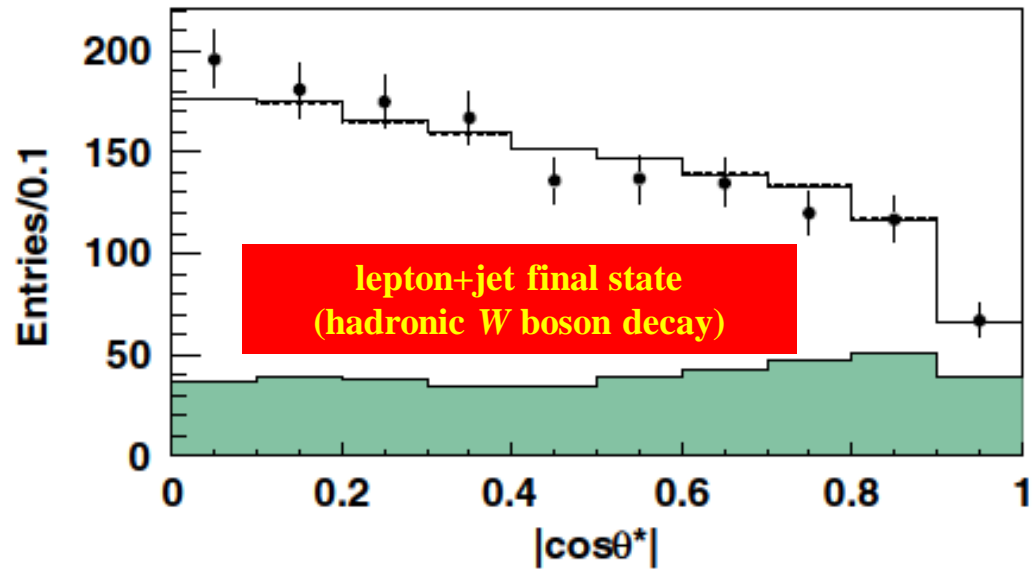 200
150
100
50
0
Entries/0.1
lepton+jet final state
(hadronic W boson decay)
0 0.2 0.4 0.6 0.8 1
|cosθ*|